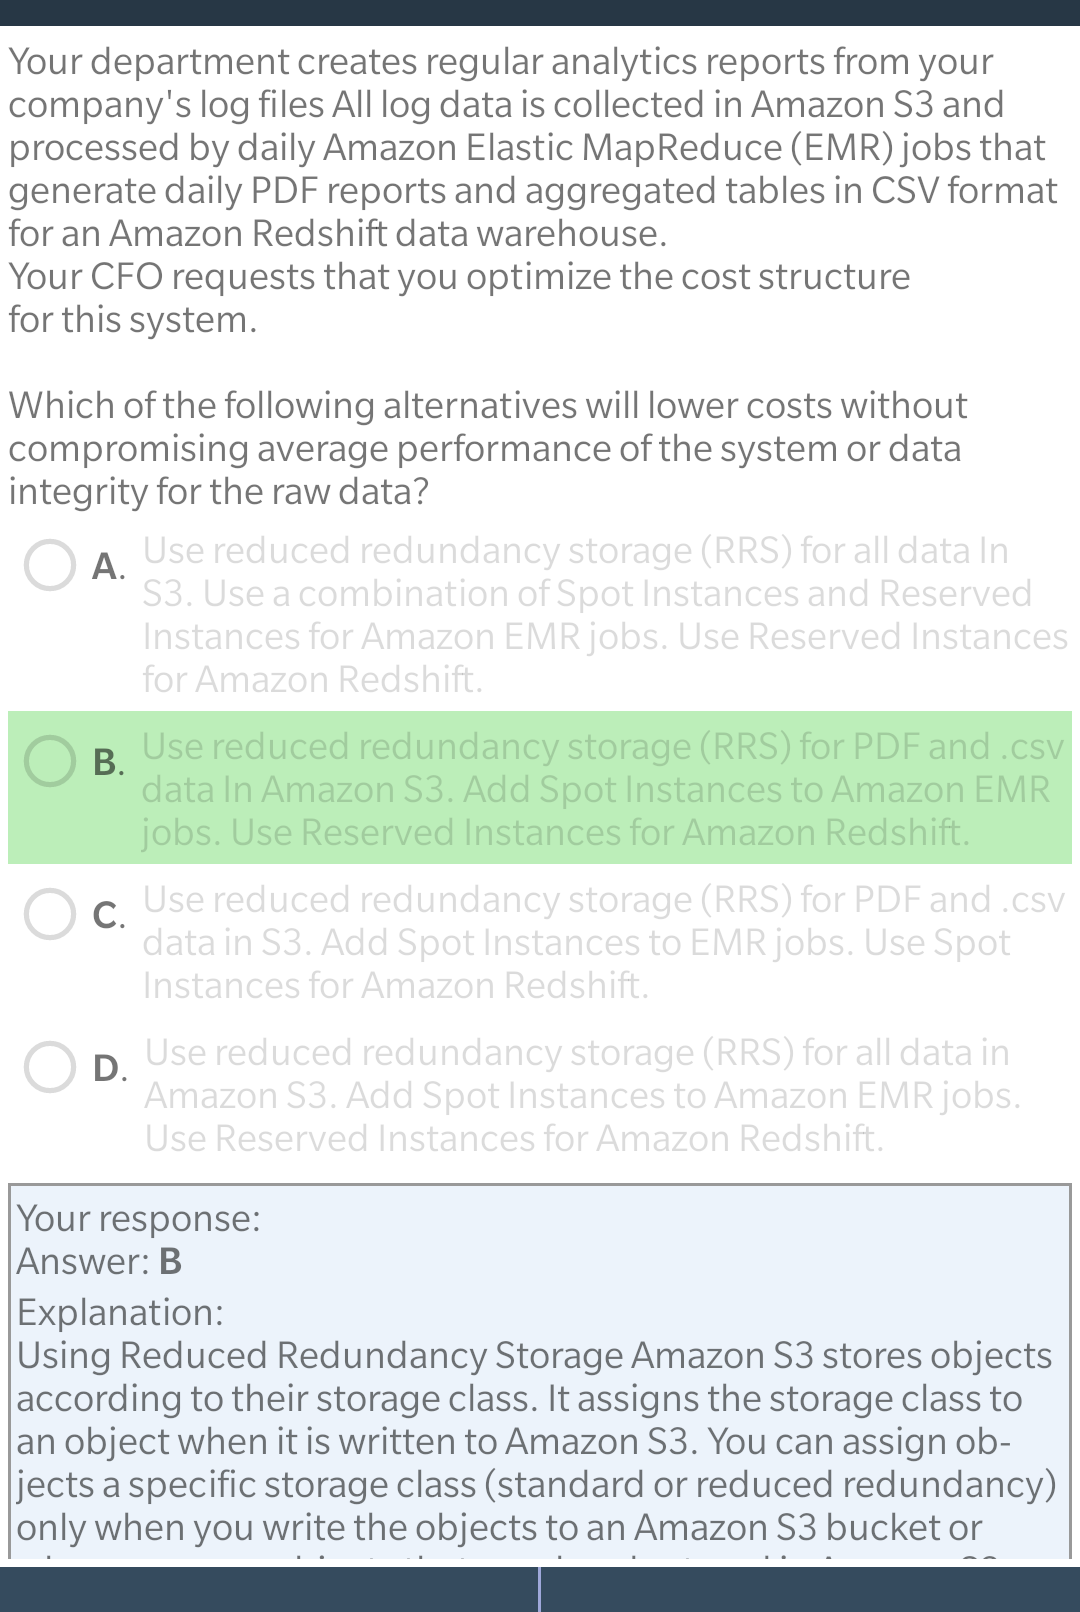 Your department creates regular analytics reports from your
company's log files All log data is collected in Amazon S3 and
processed by daily Amazon Elastic MapReduce (EMR) jobs that
generate daily PDF reports and aggregated tables in CSV format
for an Amazon Redshift data warehouse.
Your CFO requests that you optimize the cost structure
for this system.
Which of the following alternatives will lower costs without
compromising average performance of the system or data
integrity for the raw data?
A. Use reduced redundancy storage (RRS) for all data In
S3. Use a combination of Spot Instances and Reserved
Instances for Amazon EMR jobs. Use Reserved Instances
for Amazon Redshift.
B. Use reduced redundancy storage (RRS) for PDF and .csv
data In Amazon S3. Add Spot Instances to Amazon EMR
jobs. Use Reserved Instances for Amazon Redshift.
C. Use reduced redundancy storage (RRS) for PDF and .csv
data in S3. Add Spot Instances to EMR jobs. Use Spot
Instances for Amazon Redshift.
D. Use reduced redundancy storage (RRS) for all data in
Amazon S3. Add Spot Instances to Amazon EMR jobs.
Use Reserved Instances for Amazon Redshift.
Your response:
Answer: B
Explanation:
Using Reduced Redundancy Storage Amazon S3 stores objects
according to their storage class. It assigns the storage class to
an object when it is written to Amazon S3. You can assign ob-
jects a specific storage class (standard or reduced redundancy)
only when you write the objects to an Amazon S3 bucket or